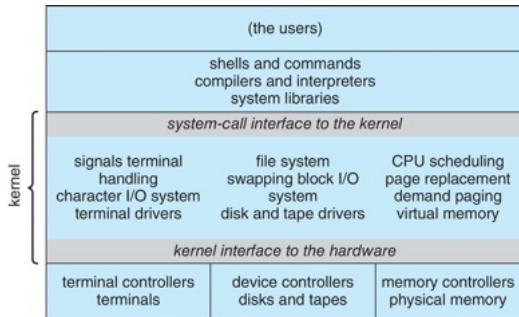 (the users)
shells and commands
compilers and interpreters
system libraries
system-call interface to the kernel
kernel
signals terminal
handling
character I/O system
terminal drivers
file system
swapping block I/O
system
disk and tape drivers
CPU scheduling
page replacement
demand paging
virtual memory
kernel interface to the hardware
terminal controllers
terminals
device controllers
disks and tapes
memory controllers
physical memory